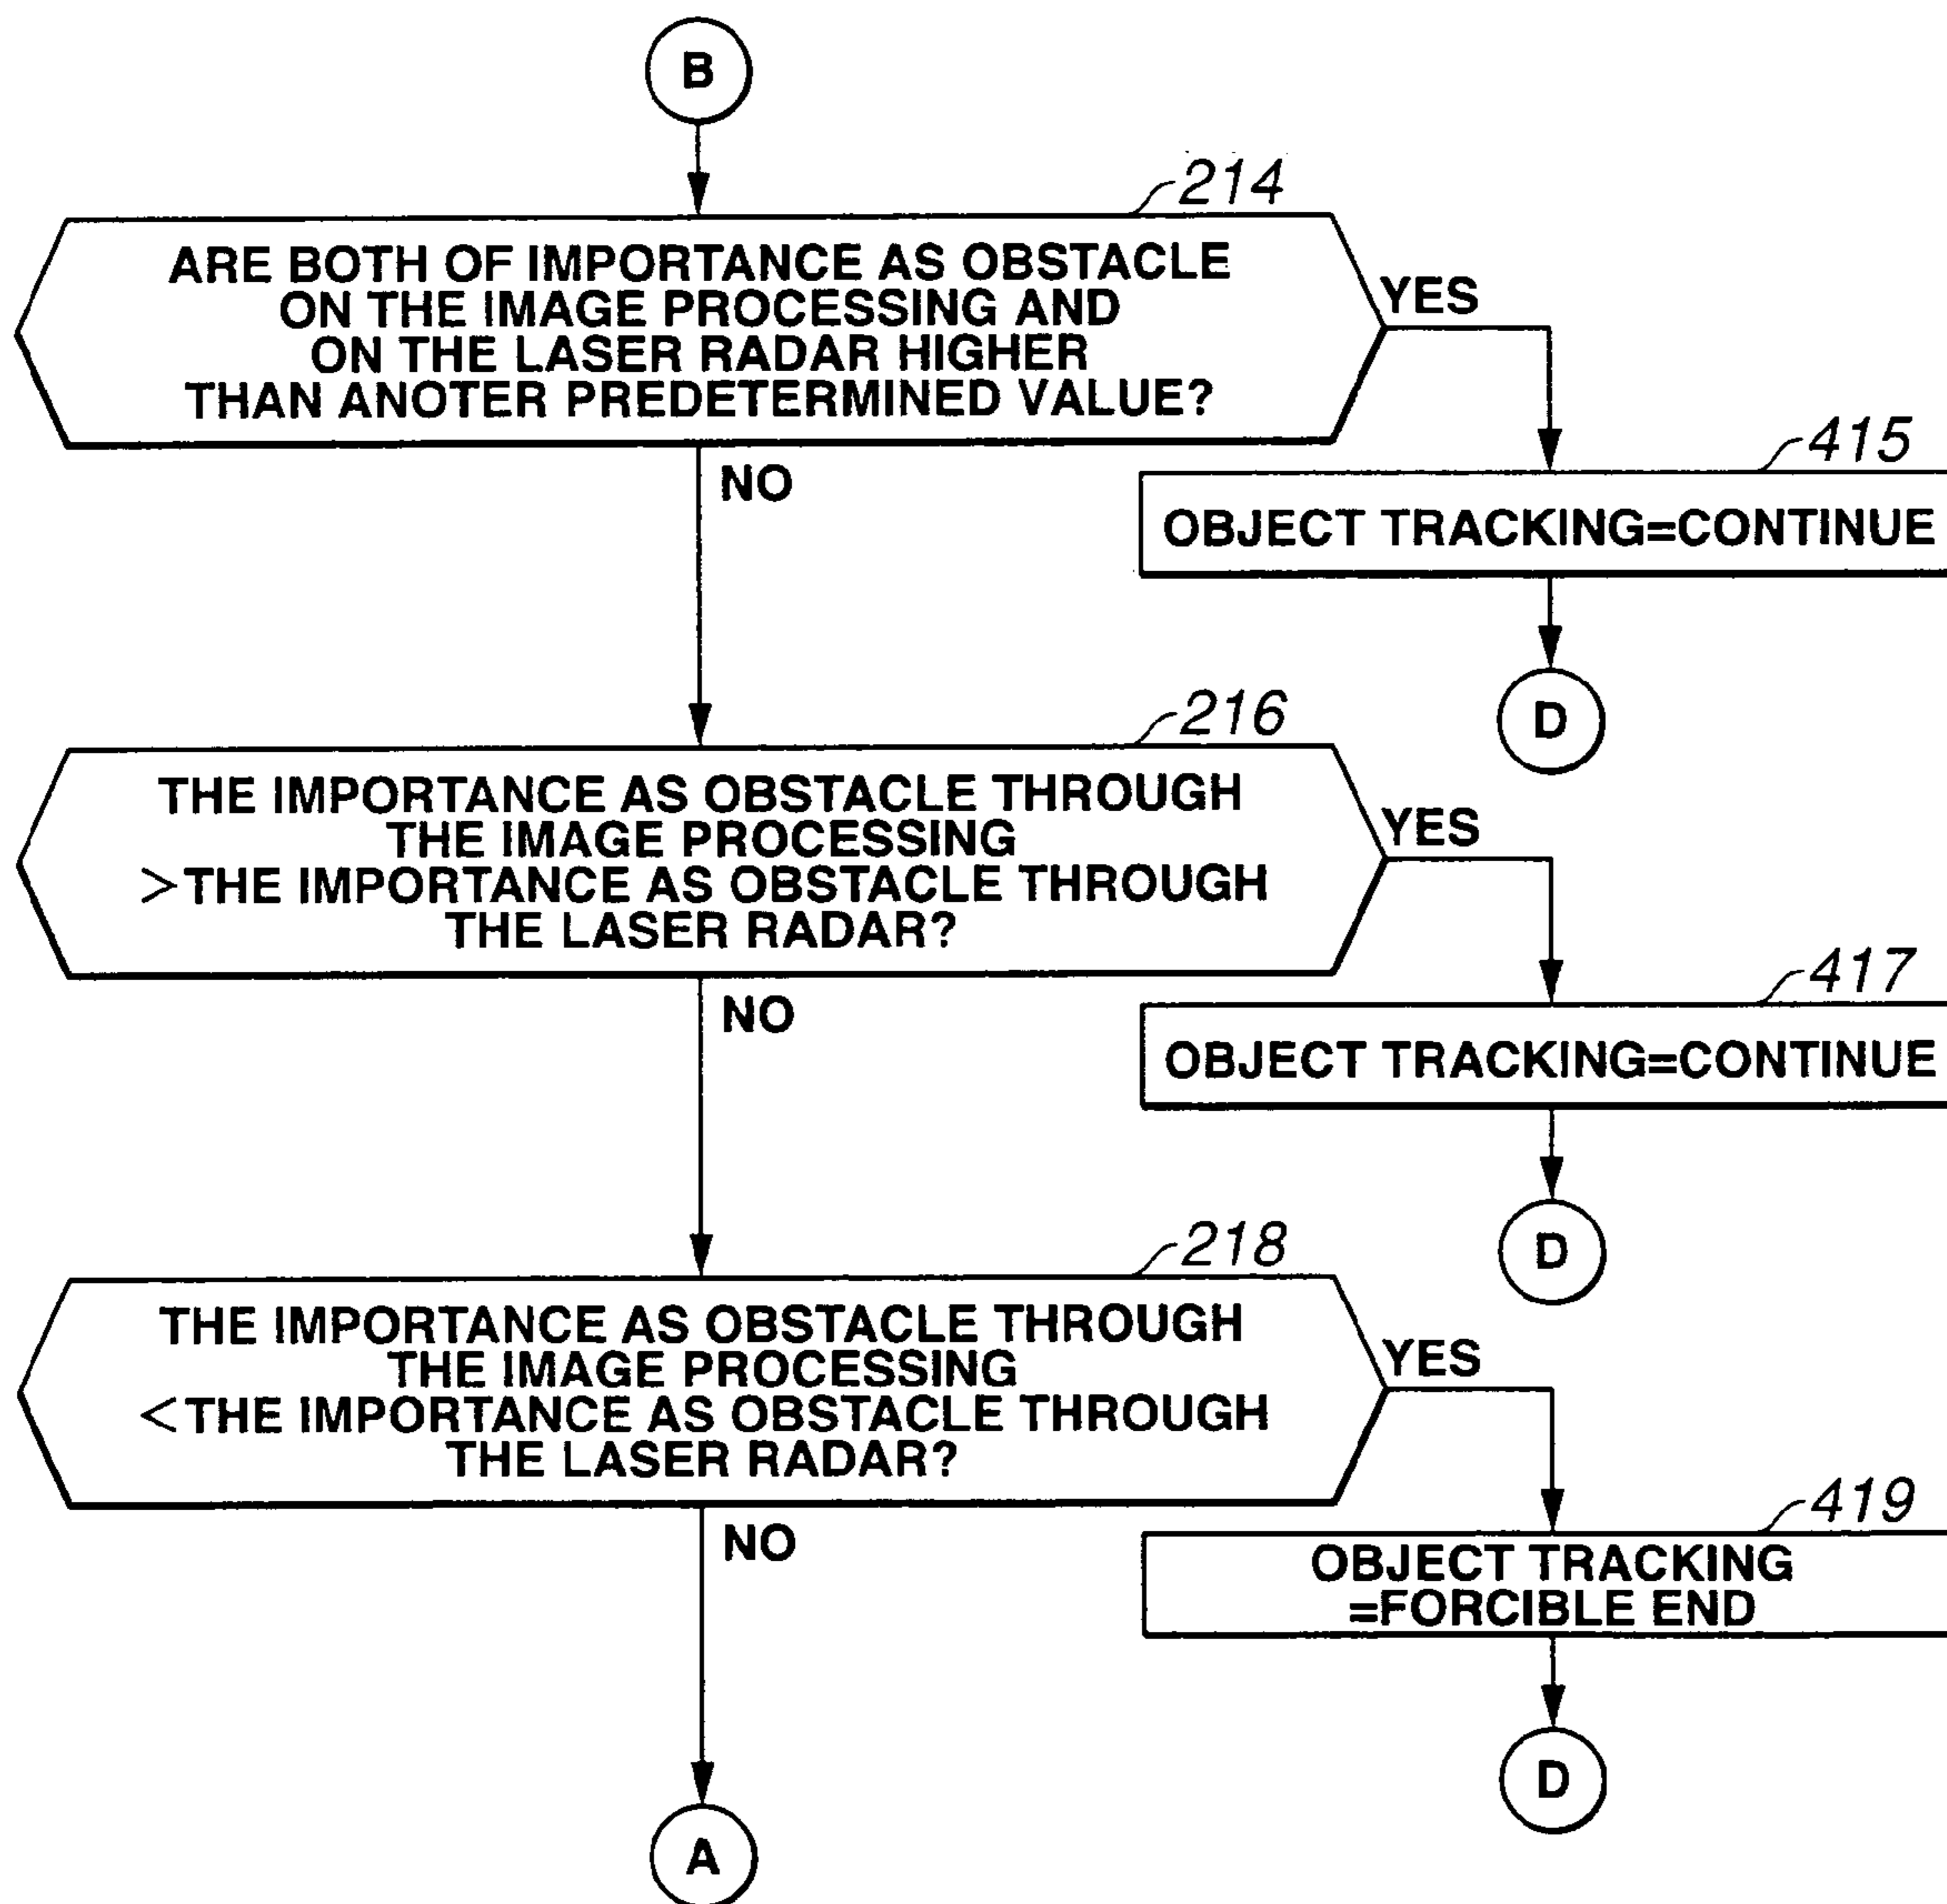 B
214
ARE BOTH OF IMPORTANCE AS OBSTACLE
ON THE IMAGE PROCESSING AND
ON THE LASER RADAR HIGHER
THAN ANOTER PREDETERMINED VALUE?
YES
NO
415
OBJECT TRACKING=CONTINUE
D
216
THE IMPORTANCE AS OBSTACLE THROUGH
THE IMAGE PROCESSING
>THE IMPORTANCE AS OBSTACLE THROUGH
THE LASER RADAR?
YES
NO
417
OBJECT TRACKING=CONTINUE
D
218
THE IMPORTANCE AS OBSTACLE THROUGH
THE IMAGE PROCESSING
<THE IMPORTANCE AS OBSTACLE THROUGH
THE LASER RADAR?
YES
NO
419
OBJECT TRACKING
=FORCIBLE END
D
A